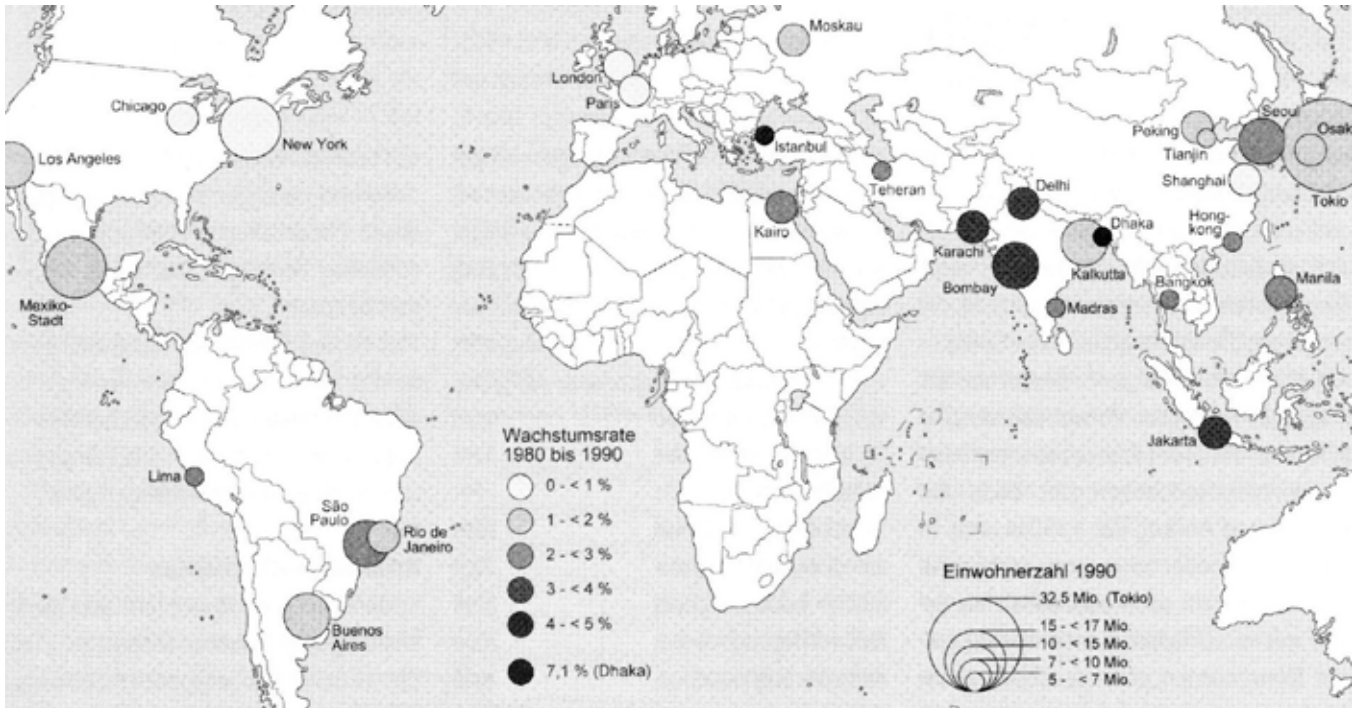 Moskau
London
Paris
Chicago
New York
Los Angeles
Istanbul
Teheran
Peking
Tianjin
Seoul
Osak
Shanghai
Tokio
Delhi
Dhaka
Hong-
kong
Kairo
Karachi
Kalkutta
Bombay
Bangkok
Manila
Madras
Mexiko-
Stadt
Jakarta
Lima
São
Paulo
Rio de
Janeiro
Buenos
Aires
Wachstumsrate
1980 bis 1990
0 - < 1 %
1 - < 2 %
2 - < 3 %
3 - < 4 %
4 - < 5 %
7,1 % (Dhaka)
Einwohnerzahl 1990
32,5 Mio. (Tokio)
15 - < 17 Mio.
10 - < 15 Mio.
7 - < 10 Mio.
5 - < 7 Mio.